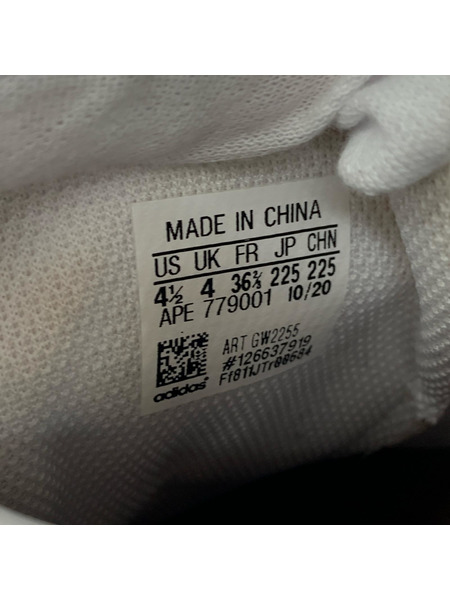 MADE IN CHINA
US UK FR JP CHN
4½ 4 36⅔ 225 225
APE 779001 10/20
ART GW2255
#126637919
adidas